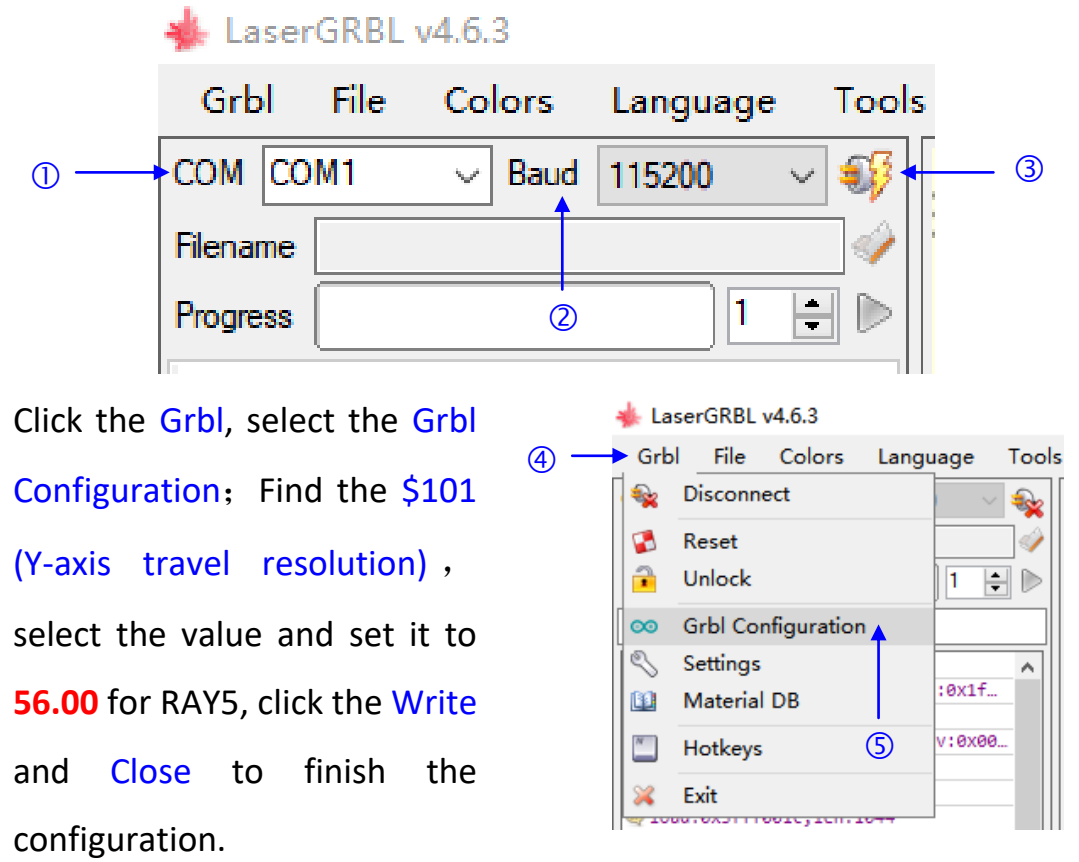 LaserGRBL v4.6.3
Grbl File Colors Language Tools
① COM COM1 Baud 115200 ③
Filename
Progress ② 1
Click the Grbl, select the Grbl
Configuration；Find the $101
(Y-axis travel resolution)，
select the value and set it to
56.00 for RAY5, click the Write
and Close to finish the
configuration.
LaserGRBL v4.6.3
④ Grbl File Colors Language Tools
Disconnect
Reset
Unlock 1
Grbl Configuration
Settings
:0x1f…
Material DB
v:0x00…
Hotkeys ⑤
Exit